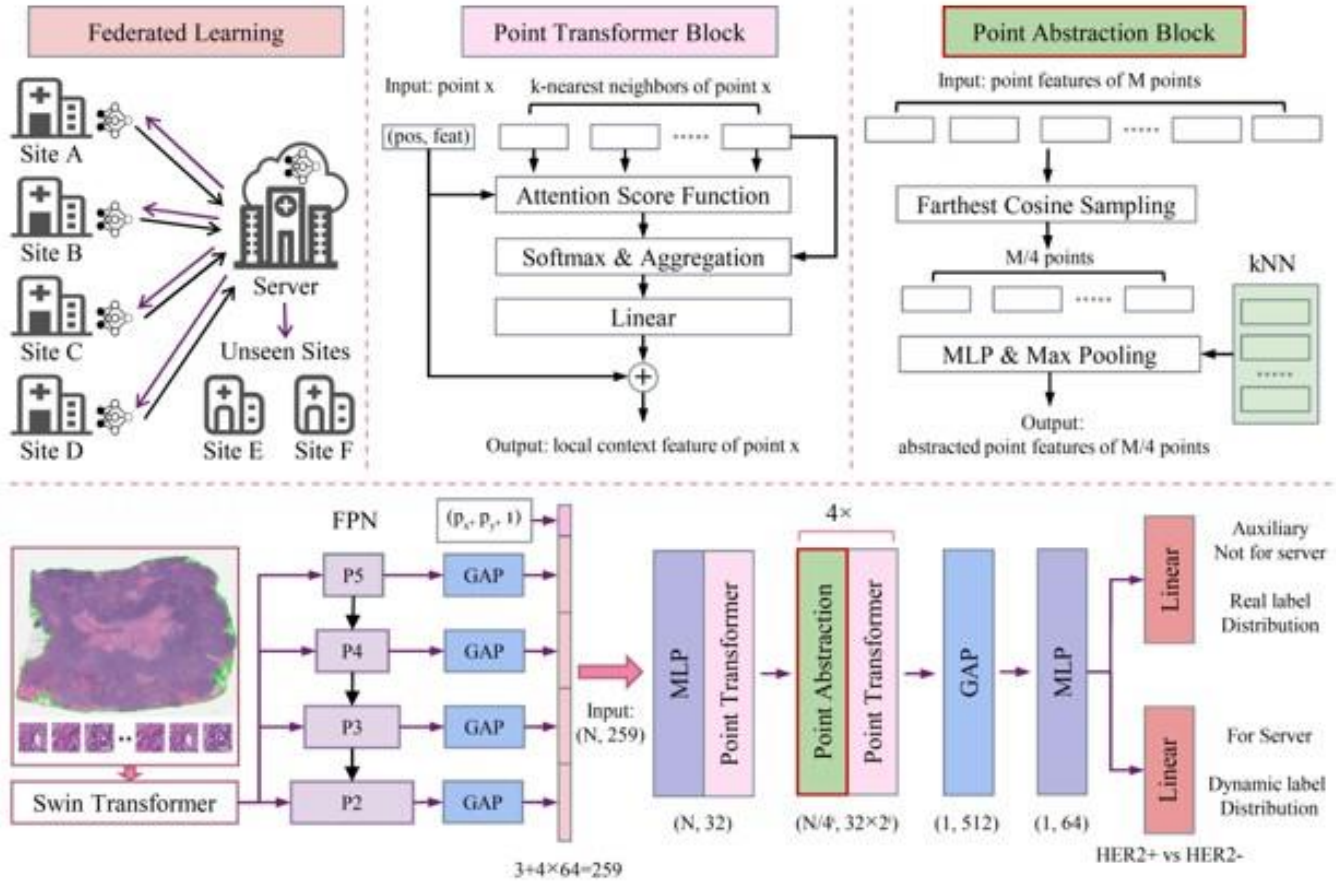 Federated Learning
Site A
Site B
Site C
Site D
Server
Unseen Sites
Site E
Site F
Point Transformer Block
Input: point x
k-nearest neighbors of point x
(pos, feat)
Attention Score Function
Softmax & Aggregation
Linear
+
Output: local context feature of point x
Point Abstraction Block
Input: point features of M points
Farthest Cosine Sampling
M/4 points
kNN
MLP & Max Pooling
Output:
abstracted point features of M/4 points
Swin Transformer
FPN
P5
P4
P3
P2
(pₓ, pᵧ, 1)
GAP
GAP
GAP
GAP
3+4×64=259
Input:
(N, 259)
MLP
Point Transformer
(N, 32)
4×
Point Abstraction
Point Transformer
(N/4ⁱ, 32×2ⁱ)
GAP
(1, 512)
MLP
(1, 64)
Linear
Auxiliary
Not for server
Real label
Distribution
Linear
For Server
Dynamic label
Distribution
HER2+ vs HER2-